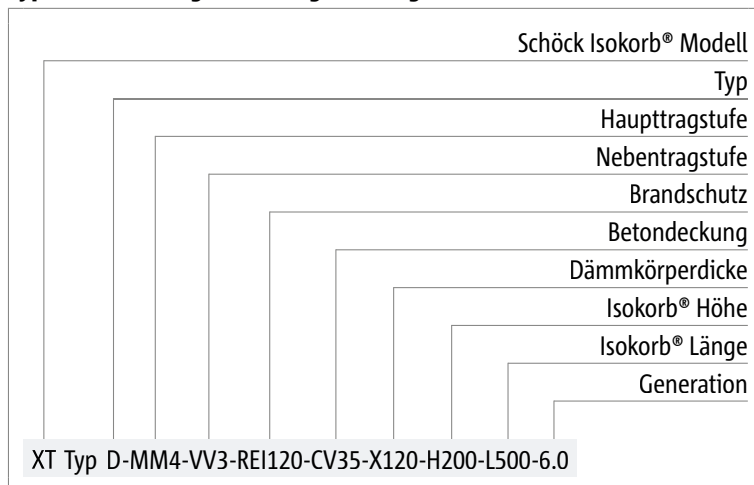 Schöck Isokorb® Modell
Typ
Haupttragstufe
Nebentragstufe
Brandschutz
Betondeckung
Dämmkörperdicke
Isokorb® Höhe
Isokorb® Länge
Generation
XT Typ D-MM4-VV3-REI120-CV35-X120-H200-L500-6.0